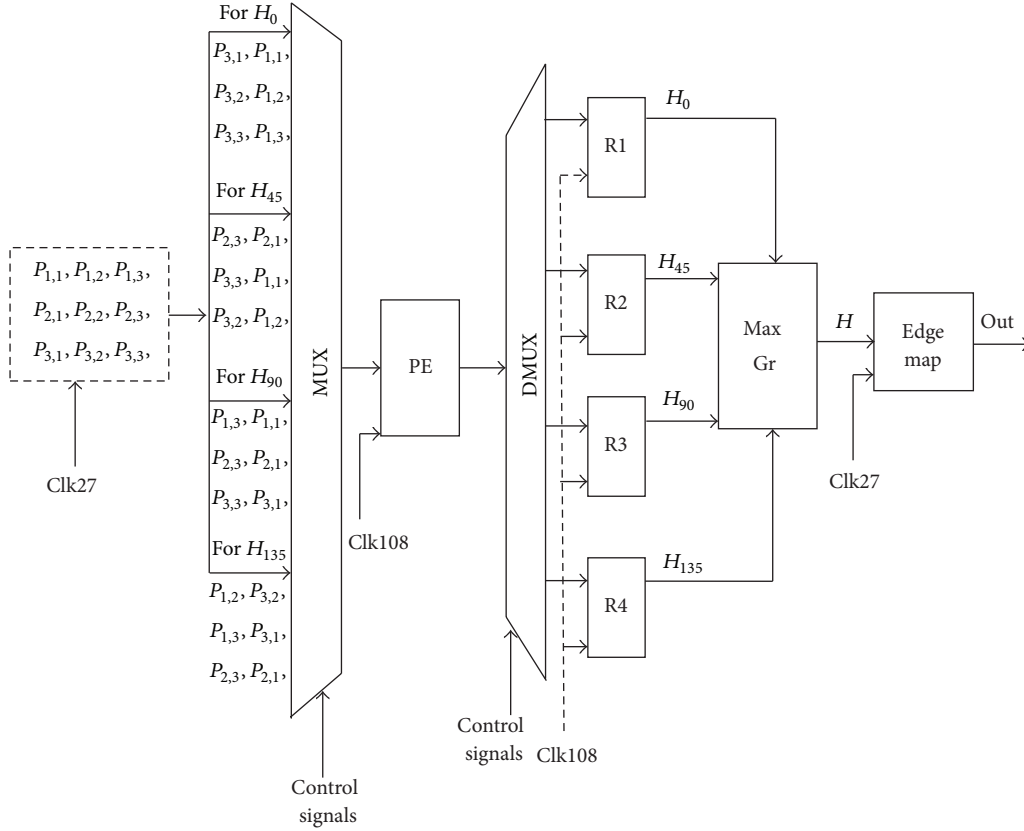 For H0
P3,1, P1,1,
P3,2, P1,2,
P3,3, P1,3,
For H45
P2,3, P2,1,
P3,3, P1,1,
P3,2, P1,2,
For H90
P1,3, P1,1,
P2,3, P2,1,
P3,3, P3,1,
For H135
P1,2, P3,2,
P1,3, P3,1,
P2,3, P2,1,
P1,1, P1,2, P1,3,
P2,1, P2,2, P2,3,
P3,1, P3,2, P3,3,
Clk27
MUX
Control
signals
PE
Clk108
DMUX
Control
signals
Clk108
R1
R2
R3
R4
H0
H45
H90
H135
Max
Gr
H
Edge
map
Clk27
Out